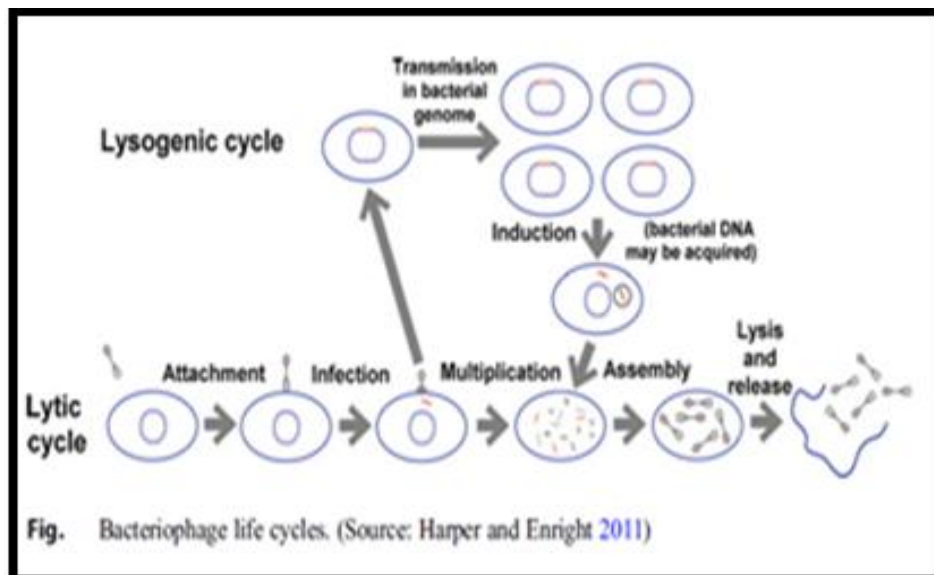 Transmission
in bacterial
genome
Lysogenic cycle
Induction
(bacterial DNA
may be acquired)
Lysis
and
release
Attachment
Infection
Multiplication
Assembly
Lytic
cycle
Fig. Bacteriophage life cycles. (Source: Harper and Enright 2011)